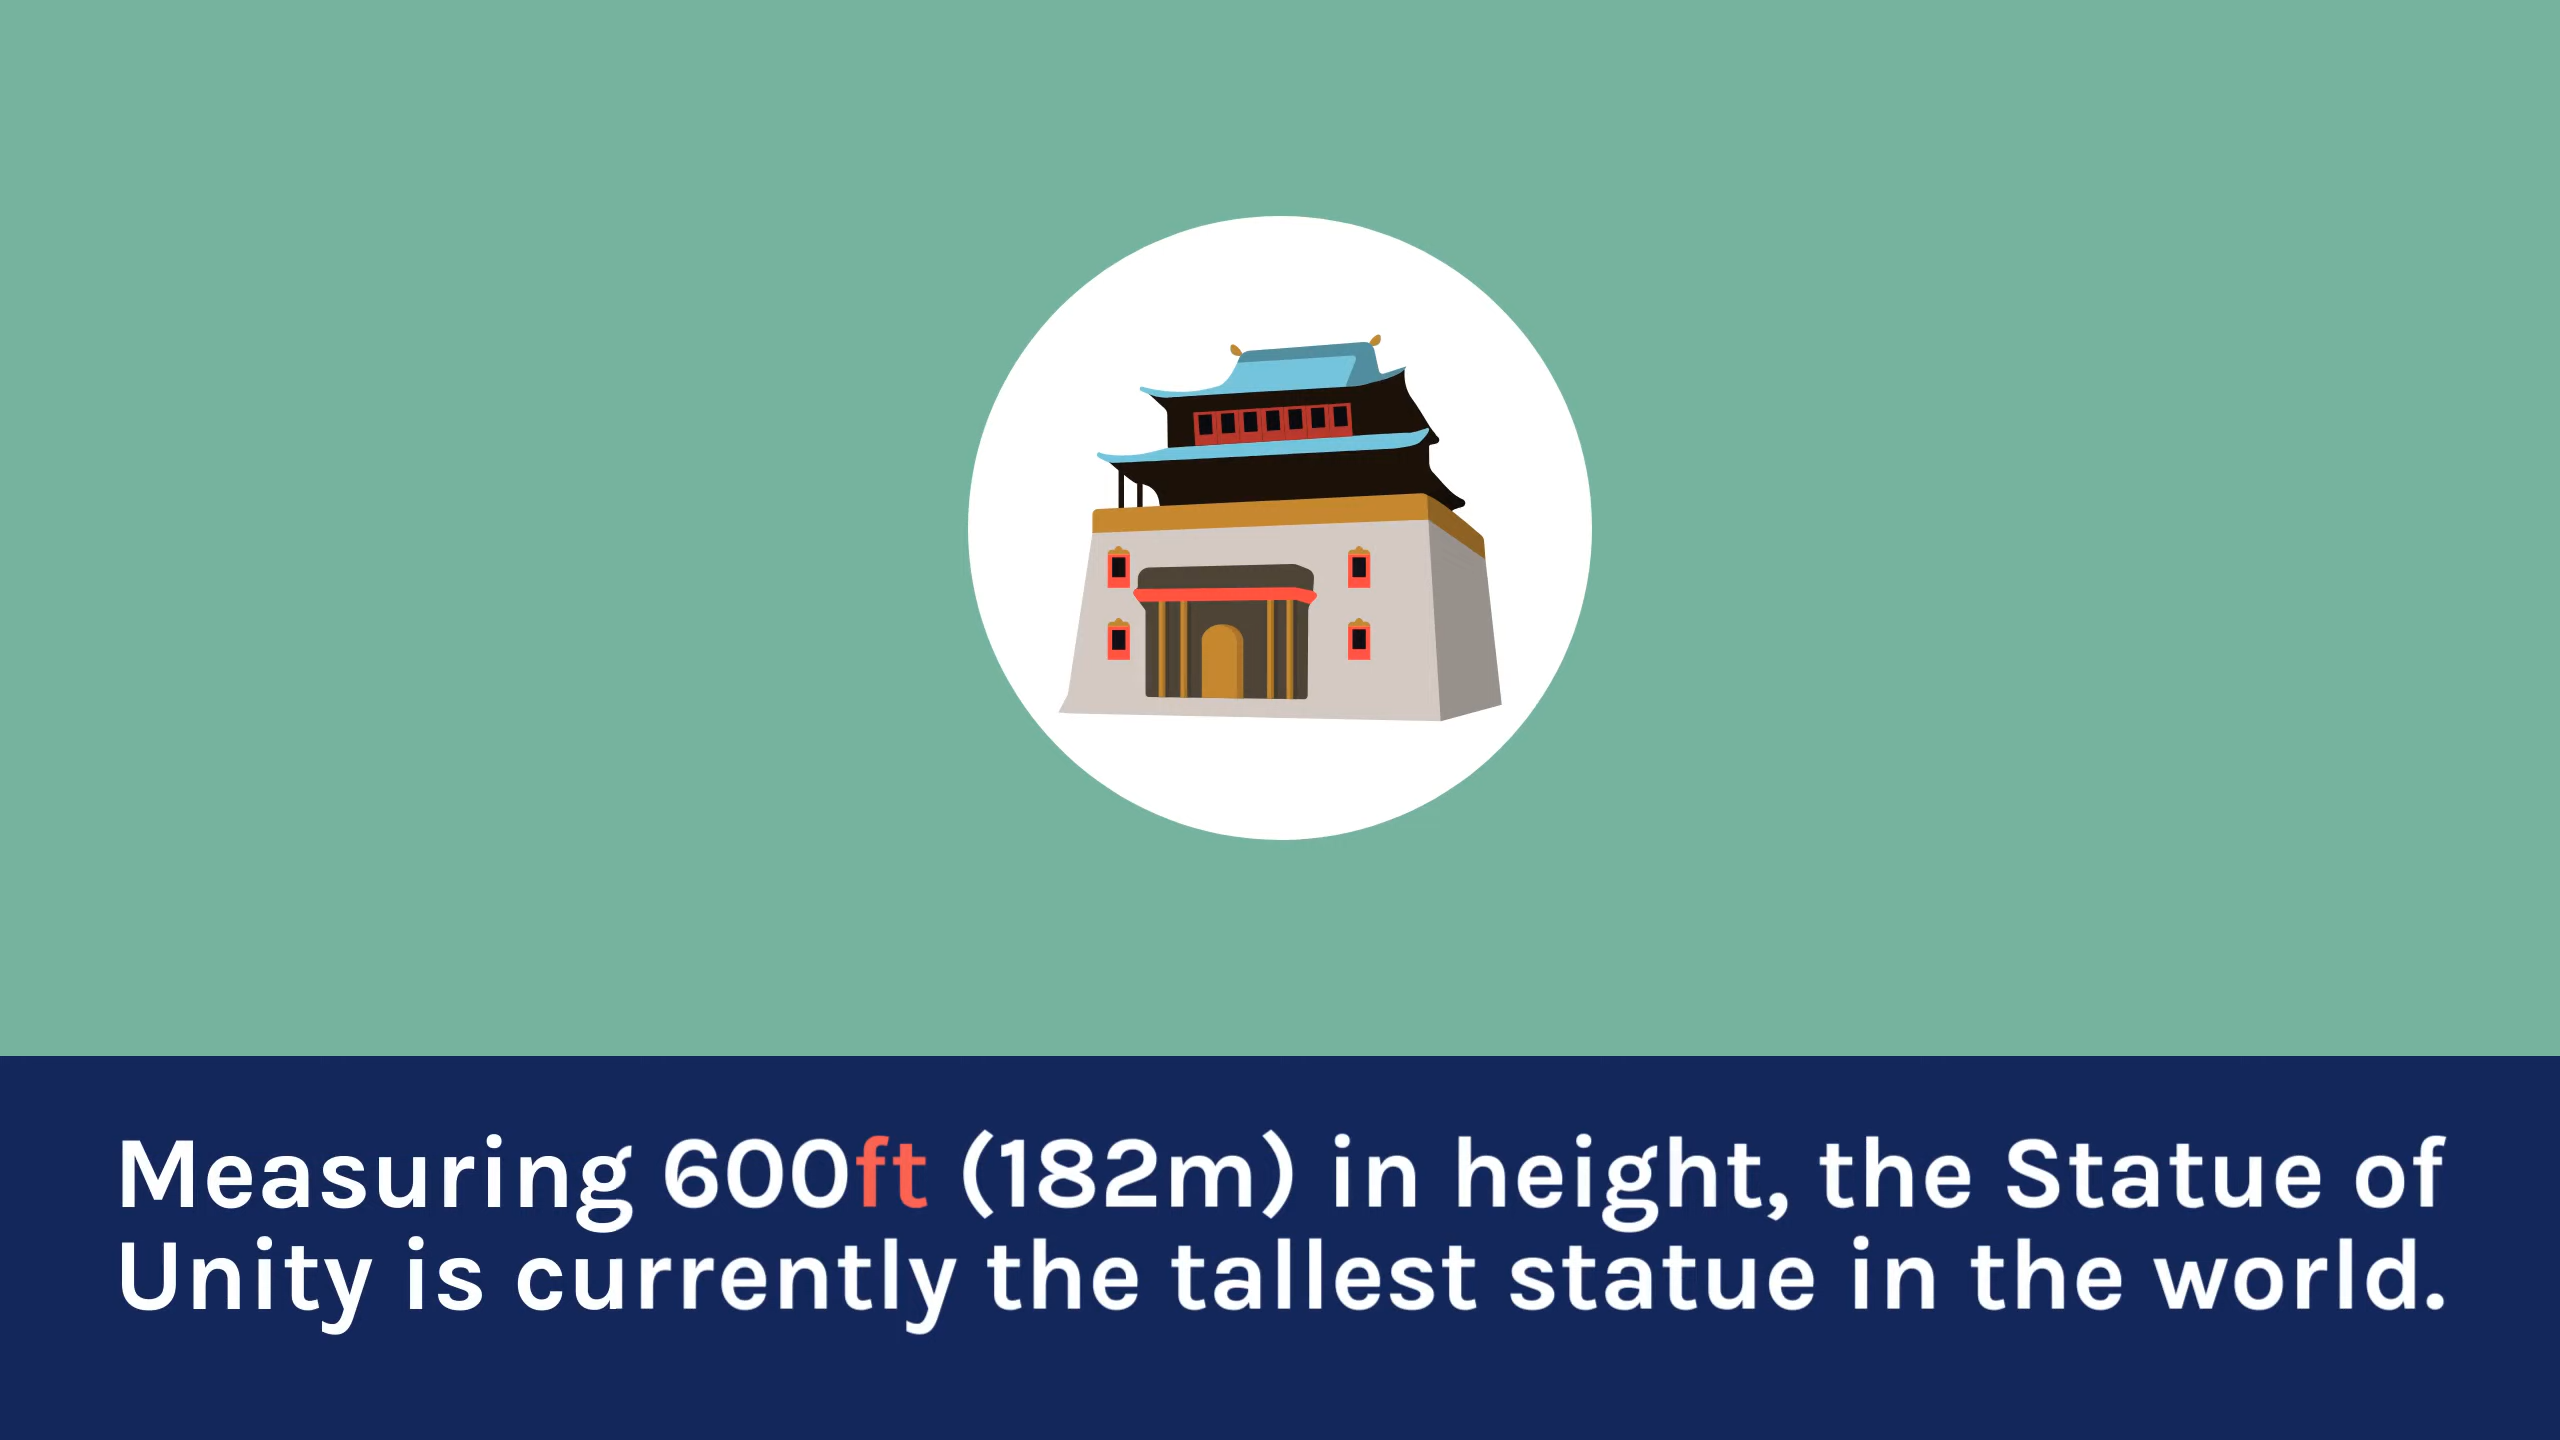 Measuring 600ft (182m) in height, the Statue of
Unity is currently the tallest statue in the world.